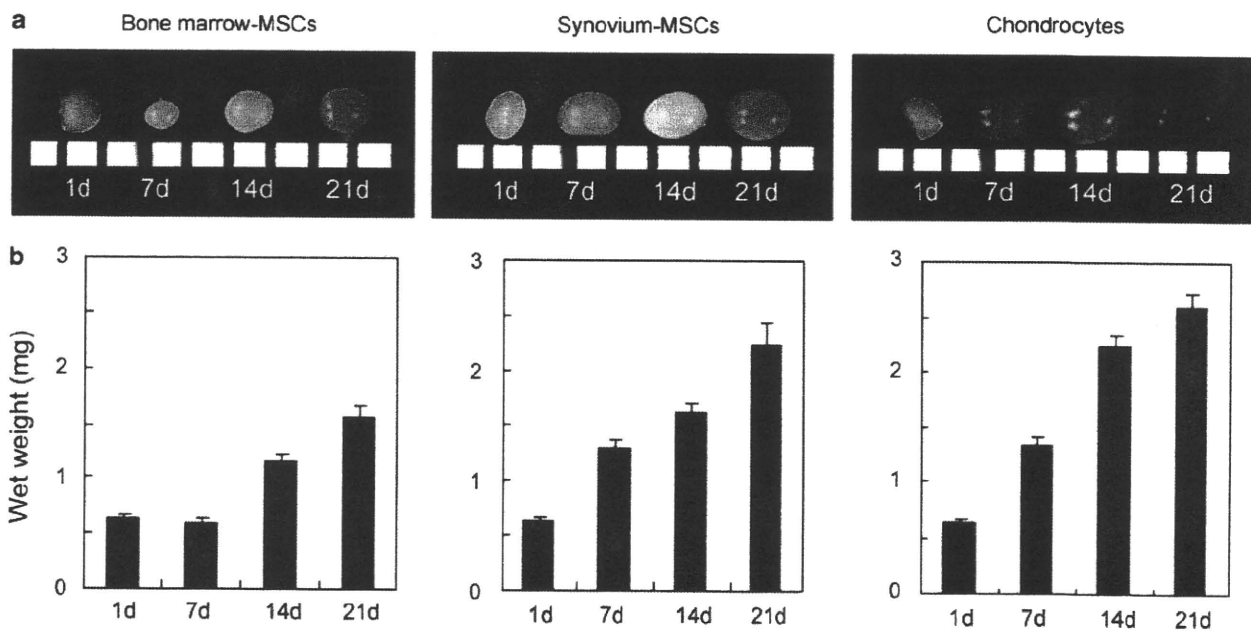 a
Bone marrow-MSCs
Synovium-MSCs
Chondrocytes
1d 7d 14d 21d
1d 7d 14d 21d
1d 7d 14d 21d
b
Wet weight (mg)
3
2
1
0
1d 7d 14d 21d
3
2
1
0
1d 7d 14d 21d
3
2
1
0
1d 7d 14d 21d